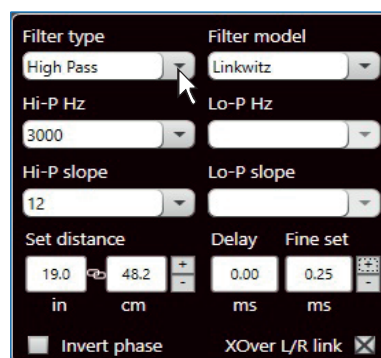 Filter type Filter model
High Pass Linkwitz
Hi-P Hz Lo-P Hz
3000
Hi-P slope Lo-P slope
12
Set distance Delay Fine set
19.0 48.2 + - 0.00 0.25 + -
in cm ms ms
Invert phase XOver L/R link